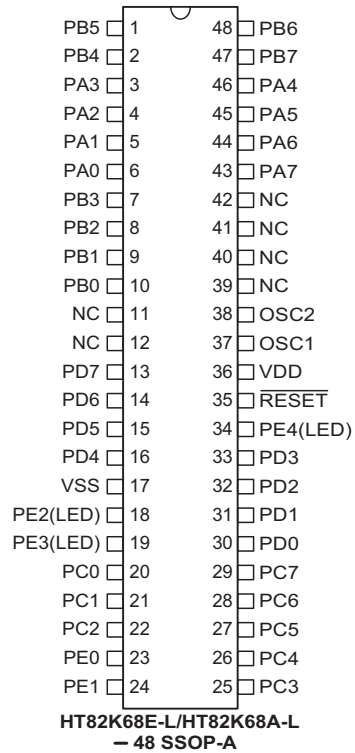 PB5 1 48 PB6
PB4 2 47 PB7
PA3 3 46 PA4
PA2 4 45 PA5
PA1 5 44 PA6
PA0 6 43 PA7
PB3 7 42 NC
PB2 8 41 NC
PB1 9 40 NC
PB0 10 39 NC
NC 11 38 OSC2
NC 12 37 OSC1
PD7 13 36 VDD
PD6 14 35 RESET
PD5 15 34 PE4(LED)
PD4 16 33 PD3
VSS 17 32 PD2
PE2(LED) 18 31 PD1
PE3(LED) 19 30 PD0
PC0 20 29 PC7
PC1 21 28 PC6
PC2 22 27 PC5
PE0 23 26 PC4
PE1 24 25 PC3
HT82K68E-L/HT82K68A-L
– 48 SSOP-A